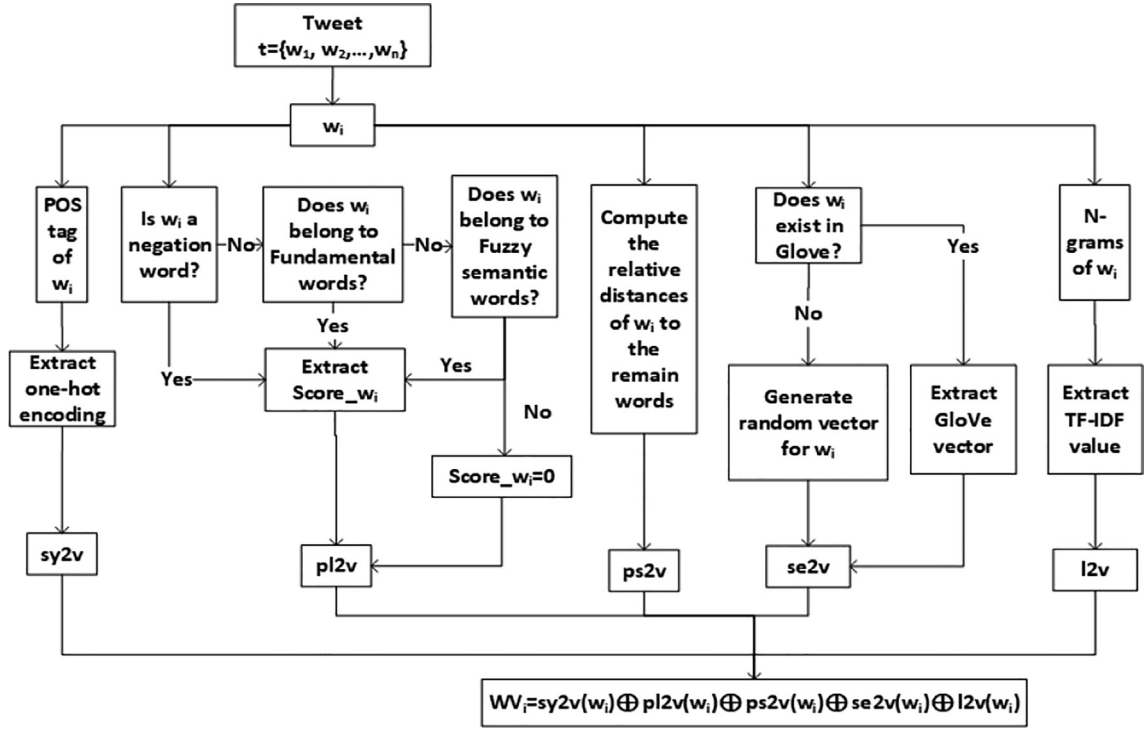 Tweet
t={w₁, w₂,...,wₙ}
wᵢ
POS
tag
of
wᵢ
Is wᵢ a
negation
word?
No
Does wᵢ
belong to
Fundamental
words?
No
Does wᵢ
belong to
Fuzzy
semantic
words?
Compute
the
relative
distances
of wᵢ to
the
remain
words
Does wᵢ
exist in
Glove?
Yes
N-
grams
of wᵢ
No
Yes
Extract
one-hot
encoding
Yes
Extract
Score_wᵢ
Yes
No
Generate
random vector
for wᵢ
Extract
GloVe
vector
Extract
TF-IDF
value
Score_wᵢ=0
sy2v
pl2v
ps2v
se2v
l2v
WVᵢ=sy2v(wᵢ)⊕pl2v(wᵢ)⊕ps2v(wᵢ)⊕se2v(wᵢ)⊕l2v(wᵢ)